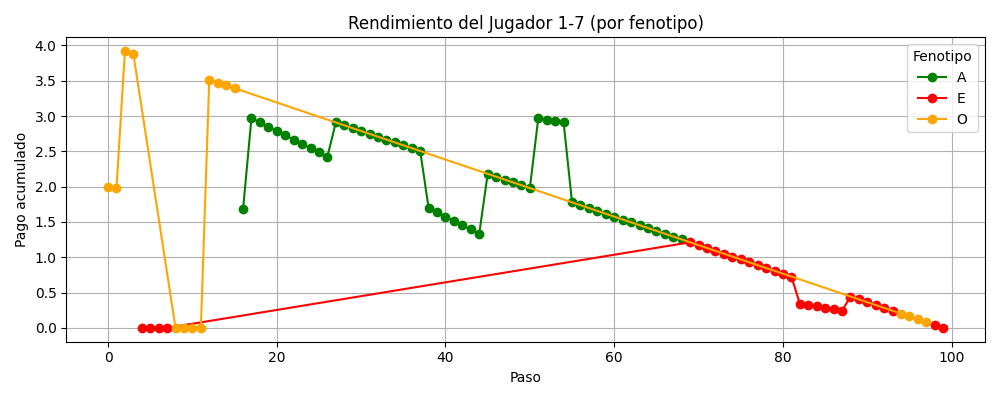 Rendimiento del Jugador 1-7 (por fenotipo)
Pago acumulado
4.0
3.5
3.0
2.5
2.0
1.5
1.0
0.5
0.0
Fenotipo
A
E
O
0 20 40 60 80 100
Paso